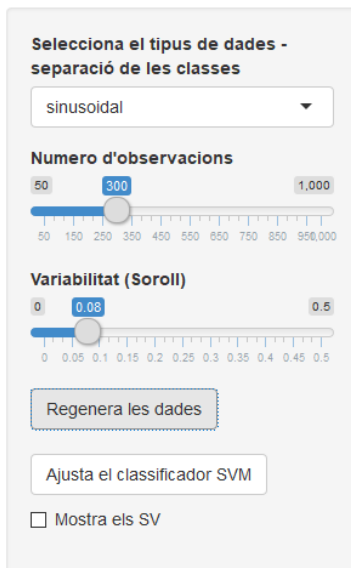 Selecciona el tipus de dades -
separació de les classes
sinusoidal
Numero d'observacions
50 300 1,000
50 150 250 350 450 550 650 750 850 950 1,000
Variabilitat (Soroll)
0 0.08 0.5
0 0.05 0.1 0.15 0.2 0.25 0.3 0.35 0.4 0.45 0.5
Regenera les dades
Ajusta el classificador SVM
Mostra els SV